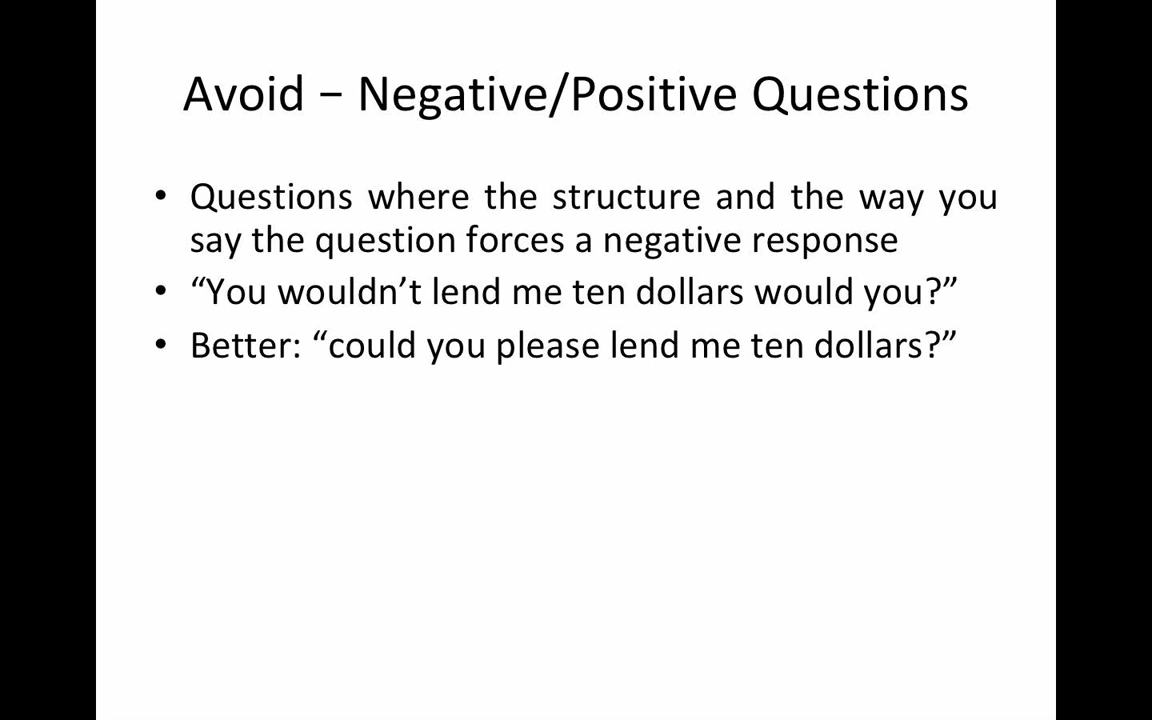 Avoid – Negative/Positive Questions
• Questions where the structure and the way you
say the question forces a negative response
• “You wouldn’t lend me ten dollars would you?”
• Better: “could you please lend me ten dollars?”